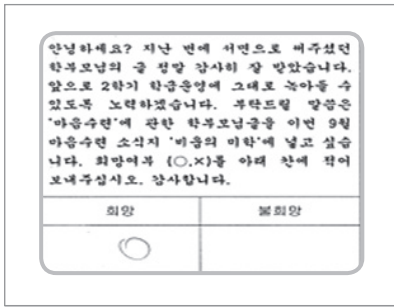 안녕하세요? 지난 번에 서면으로 써주셨던
학부모님의 글 정말 감사히 잘 받았습니다.
앞으로 2학기 학급운영에 그대로 녹아들 수
있도록 노력하겠습니다. 부탁드릴 말씀은
'마음수련'에 관한 학부모님글을 이번 9월
마음수련 소식지 '비움의 미학'에 넣고 싶습
니다. 희망여부 (○,×)를 아래 칸에 적어
보내주십시오. 감사합니다.
희망 불희망
○